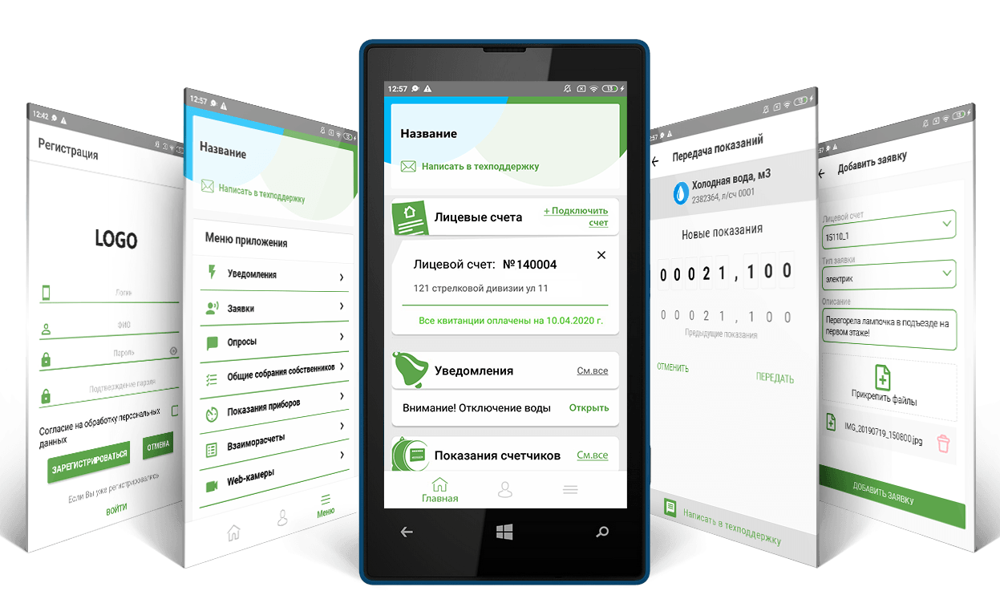 12:42
Регистрация
LOGO
Логин
ФИО
Пароль
Подтверждение пароля
Согласие на обработку персональных
данных
ЗАРЕГИСТРИРОВАТЬСЯ
ОТМЕНА
Если Вы уже регистрировались
ВОЙТИ
12:57
Название
Написать в техподдержку
Меню приложения
Уведомления
Заявки
Опросы
Общие собрания собственников
Показания приборов
Взаиморасчеты
Web-камеры
Меню
12:57
13
Название
Написать в техподдержку
Лицевые счета
+ Подключить
счет
Лицевой счет: №140004
121 стрелковой дивизии ул 11
Все квитанции оплачены на 10.04.2020 г.
Уведомления
См.все
Внимание! Отключение воды
Открыть
Показания счетчиков
См.все
Главная
:57
13
Передача показаний
Холодная вода, м3
2382364, л/сч 0001
Новые показания
00021,100
00021,100
Предыдущие показания
ОТМЕНИТЬ
ПЕРЕДАТЬ
Написать в техподдержку
:57
13
Добавить заявку
Лицевой счет
15110_1
Тип заявки
электрик
Описание
Перегорела лампочка в подъезде на
первом этаже!
Прикрепить файлы
IMG_20190719_150800.jpg
ДОБАВИТЬ ЗАЯВКУ